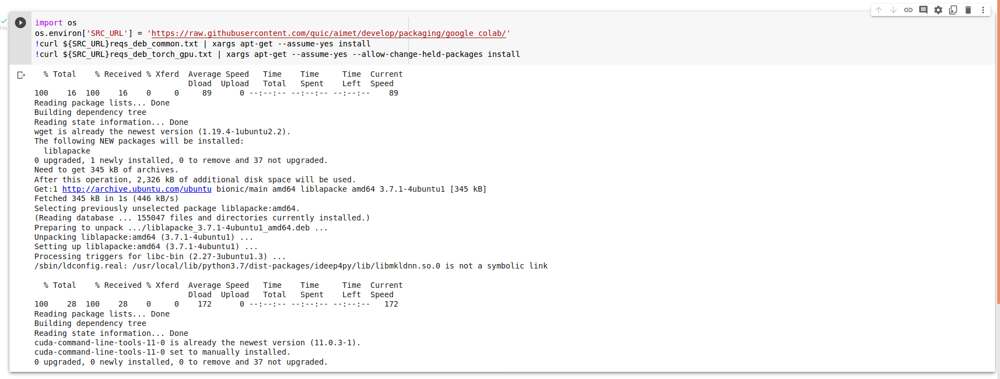 import os
os.environ['SRC_URL'] = 'https://raw.githubusercontent.com/quic/aimet/develop/packaging/google_colab/'
!curl ${SRC_URL}reqs_deb_common.txt | xargs apt-get --assume-yes install
!curl ${SRC_URL}reqs_deb_torch_gpu.txt | xargs apt-get --assume-yes --allow-change-held-packages install
16s
  % Total    % Received % Xferd  Average Speed   Time    Time     Time  Current
                                 Dload  Upload   Total   Spent    Left  Speed
100    16  100    16    0     0     89      0 --:--:-- --:--:-- --:--:--    89
Reading package lists... Done
Building dependency tree
Reading state information... Done
wget is already the newest version (1.19.4-1ubuntu2.2).
The following NEW packages will be installed:
  liblapacke
0 upgraded, 1 newly installed, 0 to remove and 37 not upgraded.
Need to get 345 kB of archives.
After this operation, 2,326 kB of additional disk space will be used.
Get:1 http://archive.ubuntu.com/ubuntu bionic/main amd64 liblapacke amd64 3.7.1-4ubuntu1 [345 kB]
Fetched 345 kB in 1s (446 kB/s)
Selecting previously unselected package liblapacke:amd64.
(Reading database ... 155047 files and directories currently installed.)
Preparing to unpack .../liblapacke_3.7.1-4ubuntu1_amd64.deb ...
Unpacking liblapacke:amd64 (3.7.1-4ubuntu1) ...
Setting up liblapacke:amd64 (3.7.1-4ubuntu1) ...
Processing triggers for libc-bin (2.27-3ubuntu1.3) ...
/sbin/ldconfig.real: /usr/local/lib/python3.7/dist-packages/ideep4py/lib/libmkldnn.so.0 is not a symbolic link
  % Total    % Received % Xferd  Average Speed   Time    Time     Time  Current
                                 Dload  Upload   Total   Spent    Left  Speed
100    28  100    28    0     0    172      0 --:--:-- --:--:-- --:--:--   172
Reading package lists... Done
Building dependency tree
Reading state information... Done
cuda-command-line-tools-11-0 is already the newest version (11.0.3-1).
cuda-command-line-tools-11-0 set to manually installed.
0 upgraded, 0 newly installed, 0 to remove and 37 not upgraded.